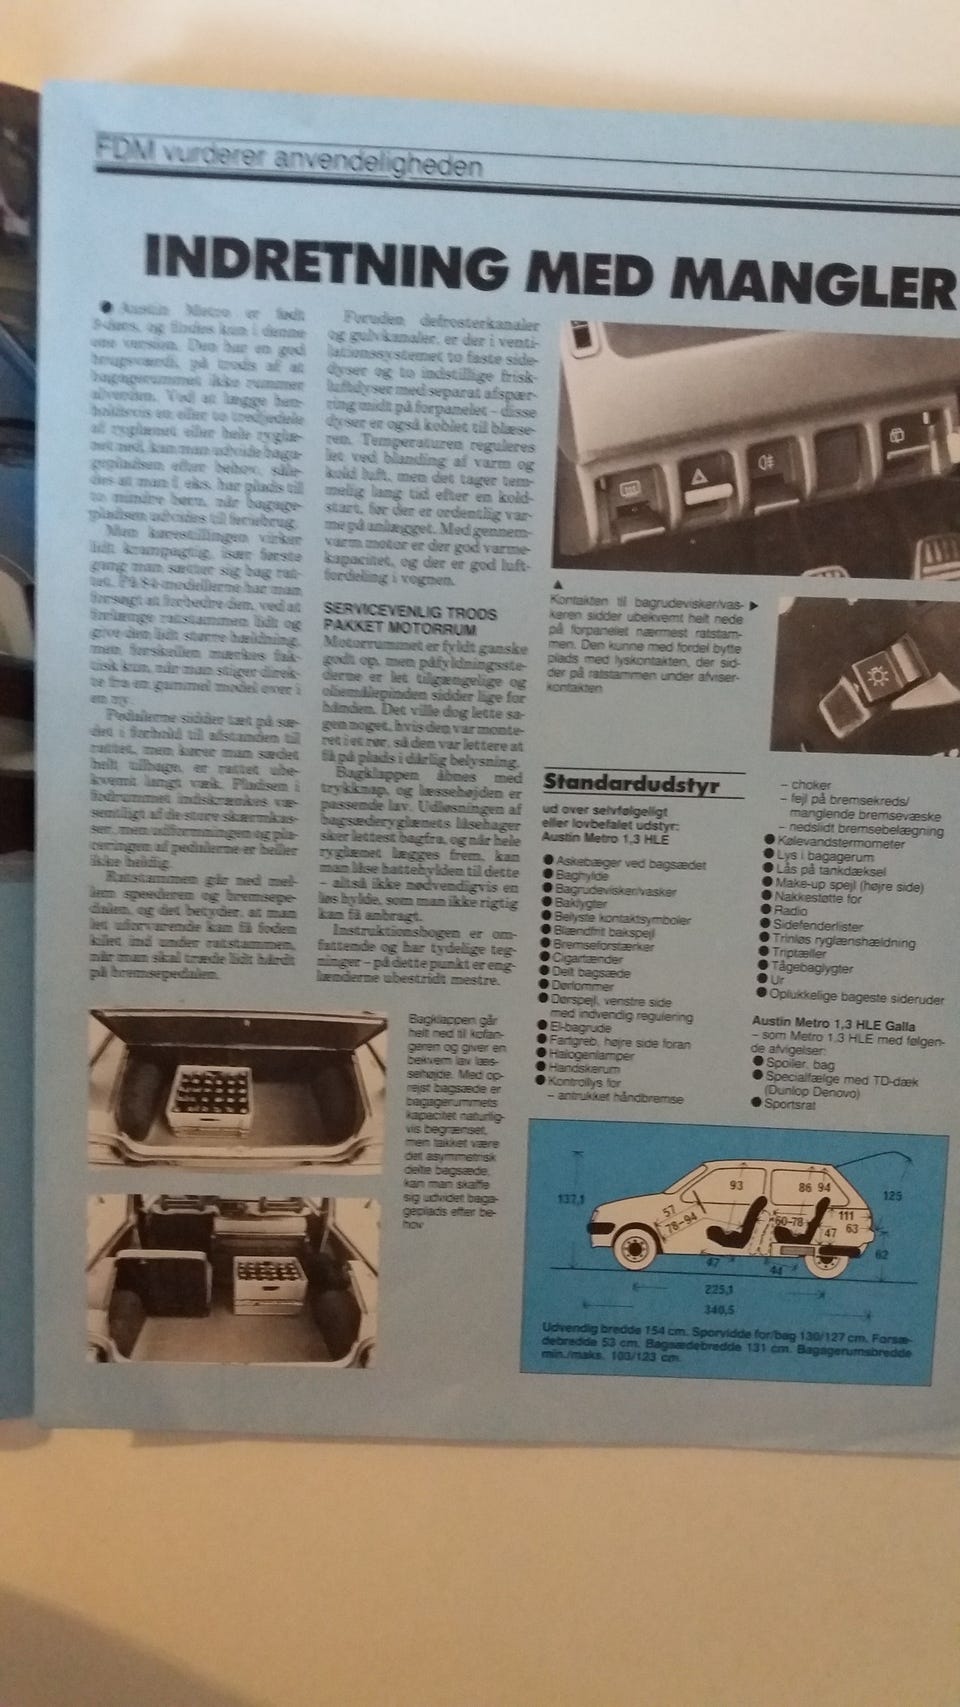 FDM vurderer anvendeligheden
INDRETNING MED MANGLER
● Austin Metro er født
3-dørs, og findes kun i denne
ene version. Den har en god
brugsværdi, på trods af at
bagagerummet ikke rummer
alverden. Ved at lægge hen-
holdsvis en eller to tredjedele
af ryglænet eller hele ryglæ-
net ned, kan man udvide baga-
gepladsen efter behov, såle-
des at man f. eks. har plads til
to mindre børn, når bagage-
pladsen udvides til feriebrug.
Men kørestillingen virker
lidt krampagtig, især første
gang man sætter sig bag rat-
tet. På 84-modellerne har man
forsøgt at forbedre den, ved at
forlænge ratstammen lidt og
give den lidt større hældning,
men forskellen mærkes fak-
tisk kun, når man stiger direk-
te fra en gammel model over i
en ny.
Pedalerne sidder tæt på sæ-
det i forhold til afstanden til
rattet, men kører man sædet
helt tilbage, er rattet ube-
kvemt langt væk. Pladsen i
fodrummet indskrænkes væ-
sentligt af de store skærmkas-
ser, men udformningen og pla-
ceringen af pedalerne er heller
ikke heldig.
Ratstammen går ned mel-
lem speederen og bremsepe-
dalen, og det betyder, at man
let uforvarende kan få foden
kilet ind under ratstammen,
når man skal træde lidt hårdt
på bremsepedalen.
Foruden defrosterkanaler
og gulvkanaler, er der i venti-
lationssystemet to faste side-
dyser og to indstillige frisk-
luftdyser med separat afspær-
ring midt på forpanelet – disse
dyser er også koblet til blæse-
ren. Temperaturen reguleres
let ved blanding af varm og
kold luft, men det tager tem-
melig lang tid efter en kold-
start, før der er ordentlig var-
me på anlægget. Med gennem-
varm motor er der god varme-
kapacitet, og der er god luft-
fordeling i vognen.
SERVICEVENLIG TRODS
PAKKET MOTORRUM
Motorrummet er fyldt ganske
godt op, men påfyldningsste-
derne er let tilgængelige og
oliemålepinden sidder lige for
hånden. Det ville dog lette sa-
gen noget, hvis den var monte-
ret i et rør, så den var lettere at
få på plads i dårlig belysning.
Bagklappen åbnes med
trykknap, og læssehøjden er
passende lav. Udløsningen af
bagsæderyglænets låsehager
sker lettest bagfra, og når hele
ryglænet lægges frem, kan
man låse hattehylden til dette
– altså ikke nødvendigvis en
løs hylde, som man ikke rigtig
kan få anbragt.
Instruktionsbogen er om-
fattende og har tydelige teg-
ninger – på dette punkt er eng-
lænderne ubestridt mestre.
Kontakten til bagrudevisker/vas-
keren sidder ubekvemt helt nede
på forpanelet nærmest ratstam-
men. Den kunne med fordel bytte
plads med lyskontakten, der sid-
der på ratstammen under afviser-
kontakten
Bagklappen går
helt ned til kofan-
geren og giver en
bekvem lav læs-
sehøjde. Med op-
rejst bagsæde er
bagagerummets
kapacitet naturlig-
vis begrænset,
men takket være
det asymmetrisk
delte bagsæde,
kan man skaffe
sig udvidet baga-
geplads efter be-
hov
Standardudstyr
ud over selvfølgeligt
eller lovbefalet udstyr:
Austin Metro 1,3 HLE
● Askebæger ved bagsædet
● Baghylde
● Bagrudevisker/vasker
● Baklygter
● Belyste kontaktsymboler
● Blændfrit bakspejl
● Bremseforstærker
● Cigartænder
● Delt bagsæde
● Dørlommer
● Dørspejl, venstre side
med indvendig regulering
● El-bagrude
● Fartgreb, højre side foran
● Halogenlamper
● Handskerum
● Kontrollys for
– antrukket håndbremse
– choker
– fejl på bremsekreds/
manglende bremsevæske
– nedslidt bremsebelægning
● Kølevandstermometer
● Lys i bagagerum
● Lås på tankdæksel
● Make-up spejl (højre side)
● Nakkestøtte for
● Radio
● Sidefenderlister
● Trinløs ryglænshældning
● Triptæller
● Tågebaglygter
● Ur
● Oplukkelige bageste sideruder
Austin Metro 1,3 HLE Galla
– som Metro 1,3 HLE med følgen-
de afvigelser:
● Spoiler, bag
● Specialfælge med TD-dæk
(Dunlop Denovo)
● Sportsrat
137,1
93
86 94
125
57
78–94
60–78
111
63
47
62
47
44
225,1
340,5
Udvendig bredde 154 cm. Sporvidde for/bag 130/127 cm. Forsæ-
debredde 53 cm. Bagsædebredde 131 cm. Bagagerumsbredde
min./maks. 103/123 cm.